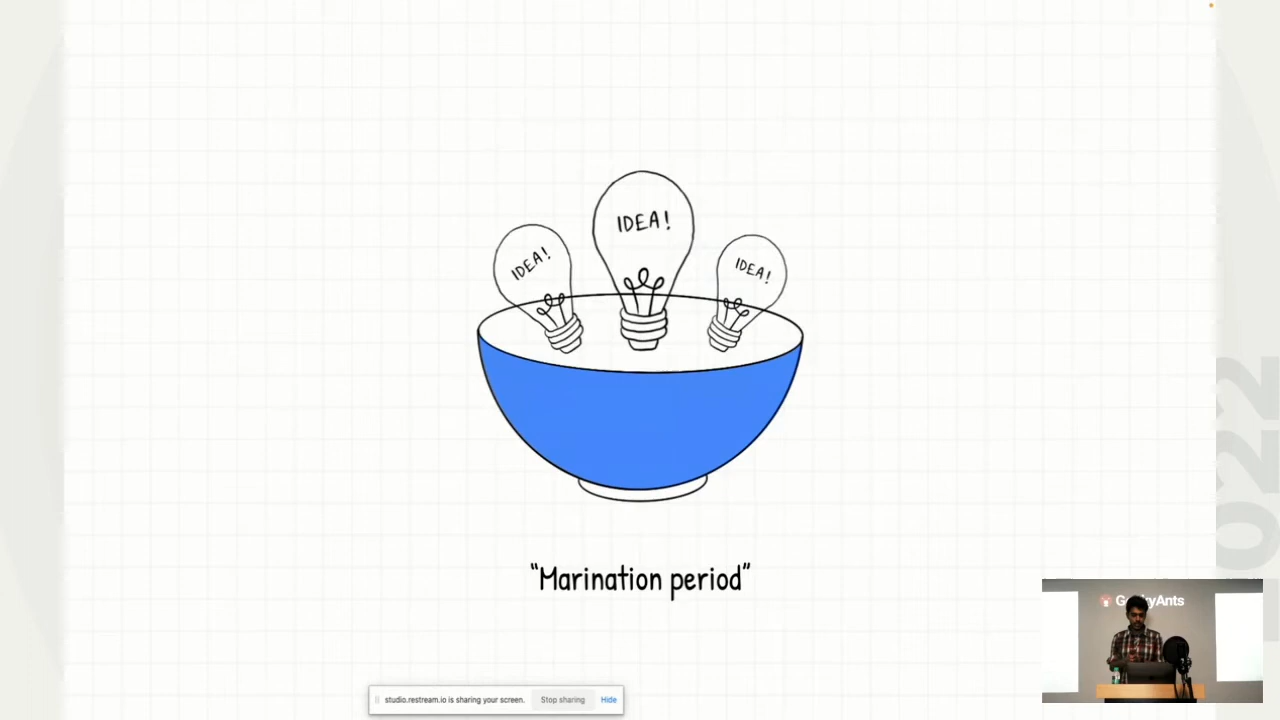 IDEA!
IDEA!
IDEA!
"Marination period"
studio.restream.io is sharing your screen. Stop sharing Hide